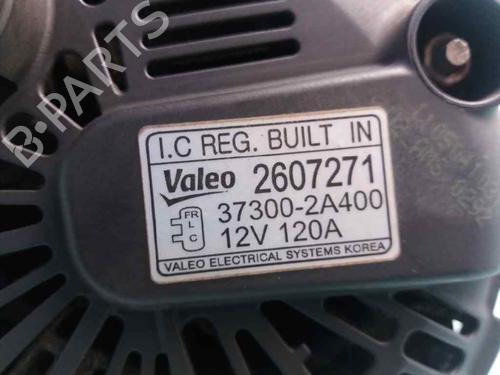 B-PARTS
I.C REG. BUILT IN
Valeo 2607271
FR
L
C
37300-2A400
12V 120A
VALEO ELECTRICAL SYSTEMS KOREA